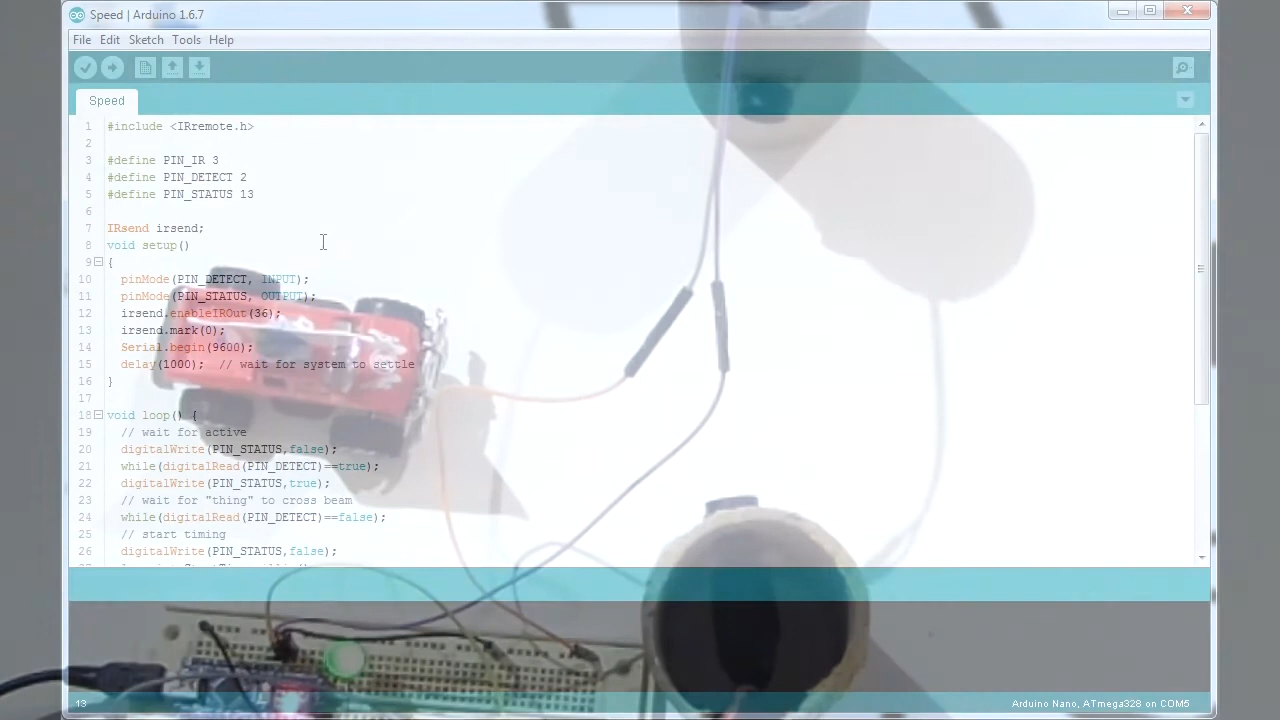 Speed | Arduino 1.6.7
File Edit Sketch Tools Help
Speed
1 #include <IRremote.h>
2
3 #define PIN_IR 3
4 #define PIN_DETECT 2
5 #define PIN_STATUS 13
6
7 IRsend irsend;
8 void setup()
9 {
10 pinMode(PIN_DETECT, INPUT);
11 pinMode(PIN_STATUS, OUTPUT);
12 irsend.enableIROut(36);
13 irsend.mark(0);
14 Serial.begin(9600);
15 delay(1000); // wait for system to settle
16 }
17
18 void loop() {
19 // wait for active
20 digitalWrite(PIN_STATUS,false);
21 while(digitalRead(PIN_DETECT)==true);
22 digitalWrite(PIN_STATUS,true);
23 // wait for "thing" to cross beam
24 while(digitalRead(PIN_DETECT)==false);
25 // start timing
26 digitalWrite(PIN_STATUS,false);
13 Arduino Nano, ATmega328 on COM5